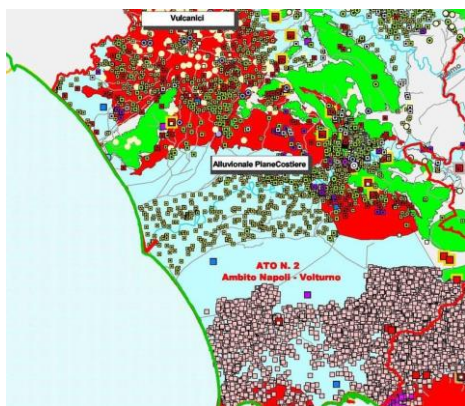 Vulcanici
Alluvionale PianeCostiere
ATO N. 2
Ambito Napoli - Volturno